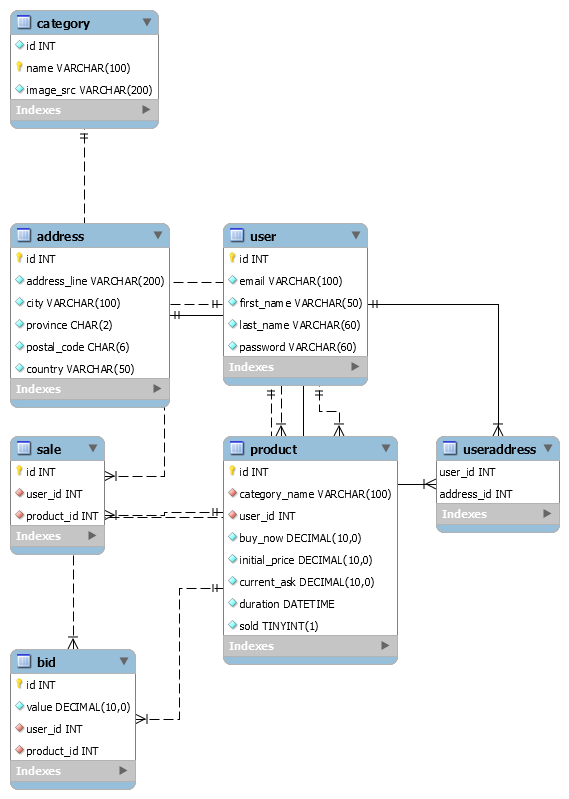 category
id INT
name VARCHAR(100)
image_src VARCHAR(200)
Indexes
address
id INT
address_line VARCHAR(200)
city VARCHAR(100)
province CHAR(2)
postal_code CHAR(6)
country VARCHAR(50)
Indexes
user
id INT
email VARCHAR(100)
first_name VARCHAR(50)
last_name VARCHAR(60)
password VARCHAR(60)
Indexes
sale
id INT
user_id INT
product_id INT
Indexes
product
id INT
category_name VARCHAR(100)
user_id INT
buy_now DECIMAL(10,0)
initial_price DECIMAL(10,0)
current_ask DECIMAL(10,0)
duration DATETIME
sold TINYINT(1)
Indexes
useraddress
user_id INT
address_id INT
Indexes
bid
id INT
value DECIMAL(10,0)
user_id INT
product_id INT
Indexes